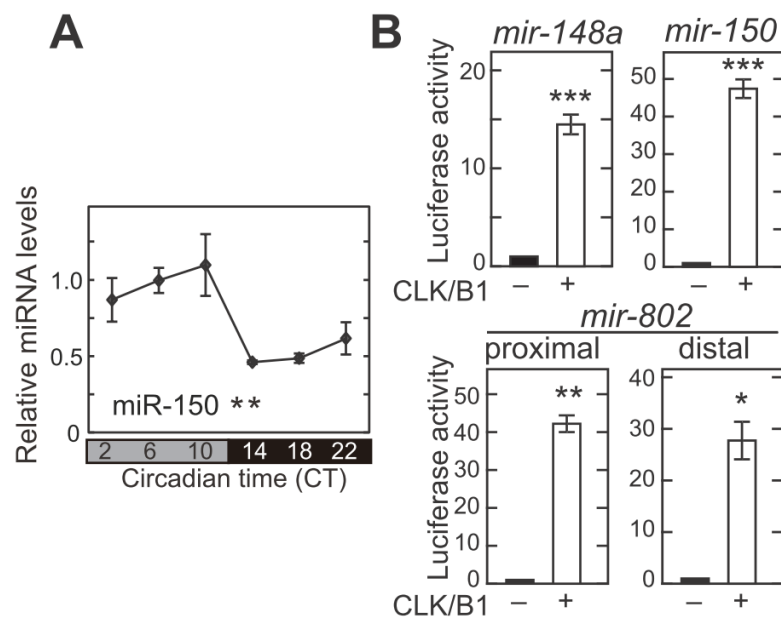 A
Relative miRNA levels
1.0
0.5
0
miR-150 **
2 6 10 14 18 22
Circadian time (CT)
B
mir-148a
Luciferase activity
20
10
0
***
CLK/B1 – +
mir-150
50
40
30
20
10
0
***
– +
mir-802
proximal
Luciferase activity
50
40
30
20
10
0
**
CLK/B1 – +
distal
40
30
20
10
0
*
– +